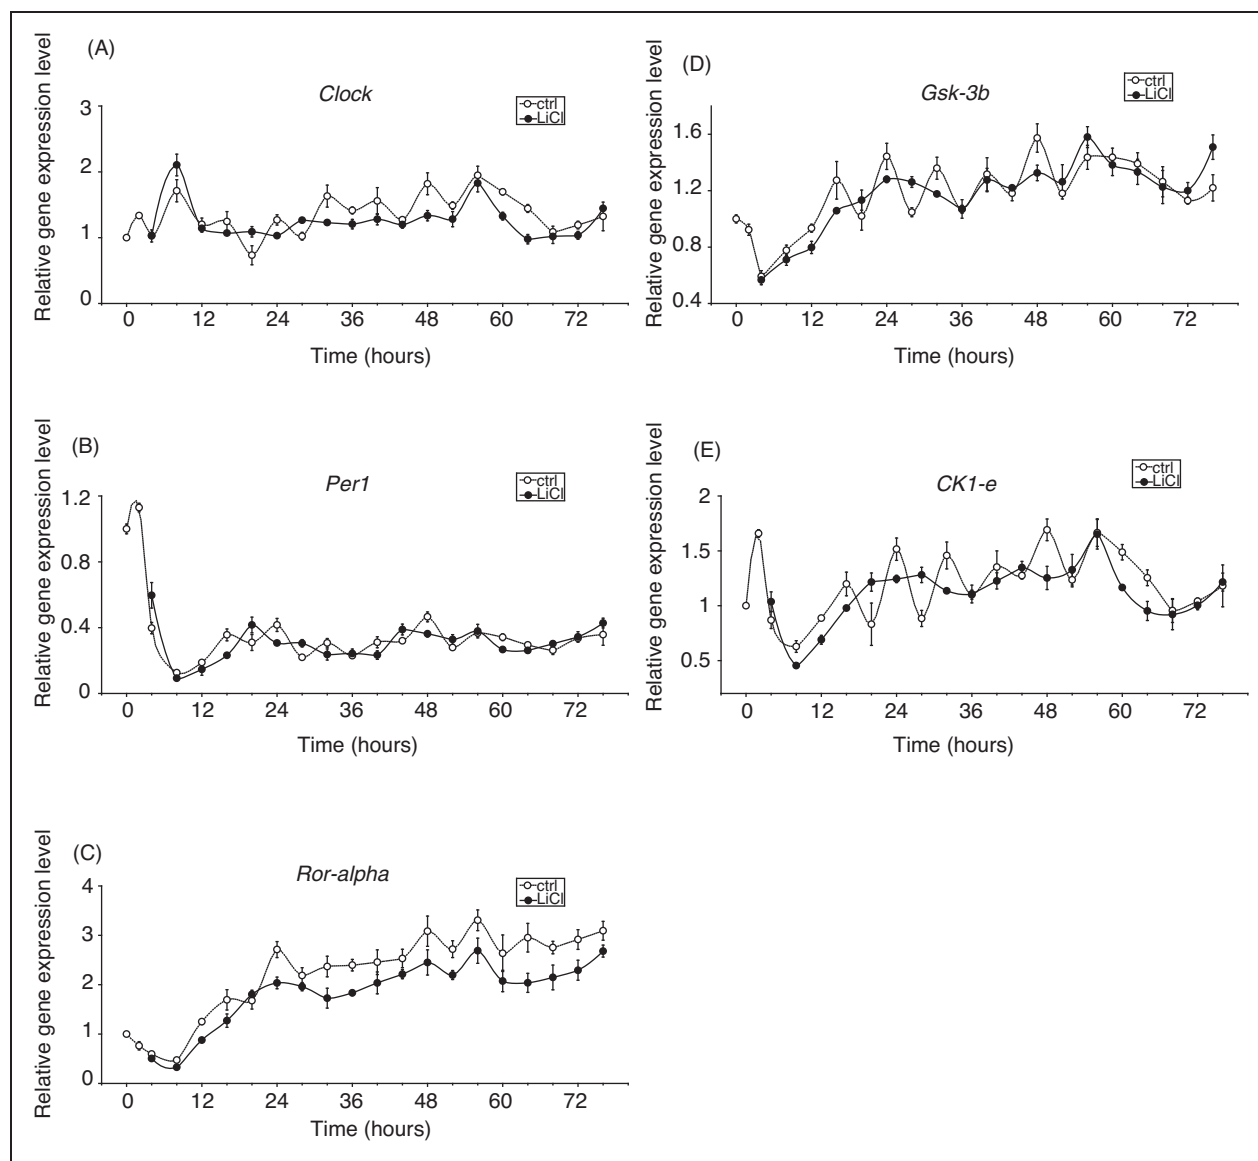 (A)
Clock
ctrl
LiCl
Relative gene expression level
3
2
1
0
0 12 24 36 48 60 72
Time (hours)
(B)
Per1
ctrl
LiCl
Relative gene expression level
1.2
0.8
0.4
0
0 12 24 36 48 60 72
Time (hours)
(C)
Ror-alpha
ctrl
LiCl
Relative gene expression level
4
3
2
1
0
0 12 24 36 48 60 72
Time (hours)
(D)
Gsk-3b
ctrl
LiCl
Relative gene expression level
1.6
1.2
0.8
0.4
0 12 24 36 48 60 72
Time (hours)
(E)
CK1-e
ctrl
LiCl
Relative gene expression level
2
1.5
1
0.5
0 12 24 36 48 60 72
Time (hours)